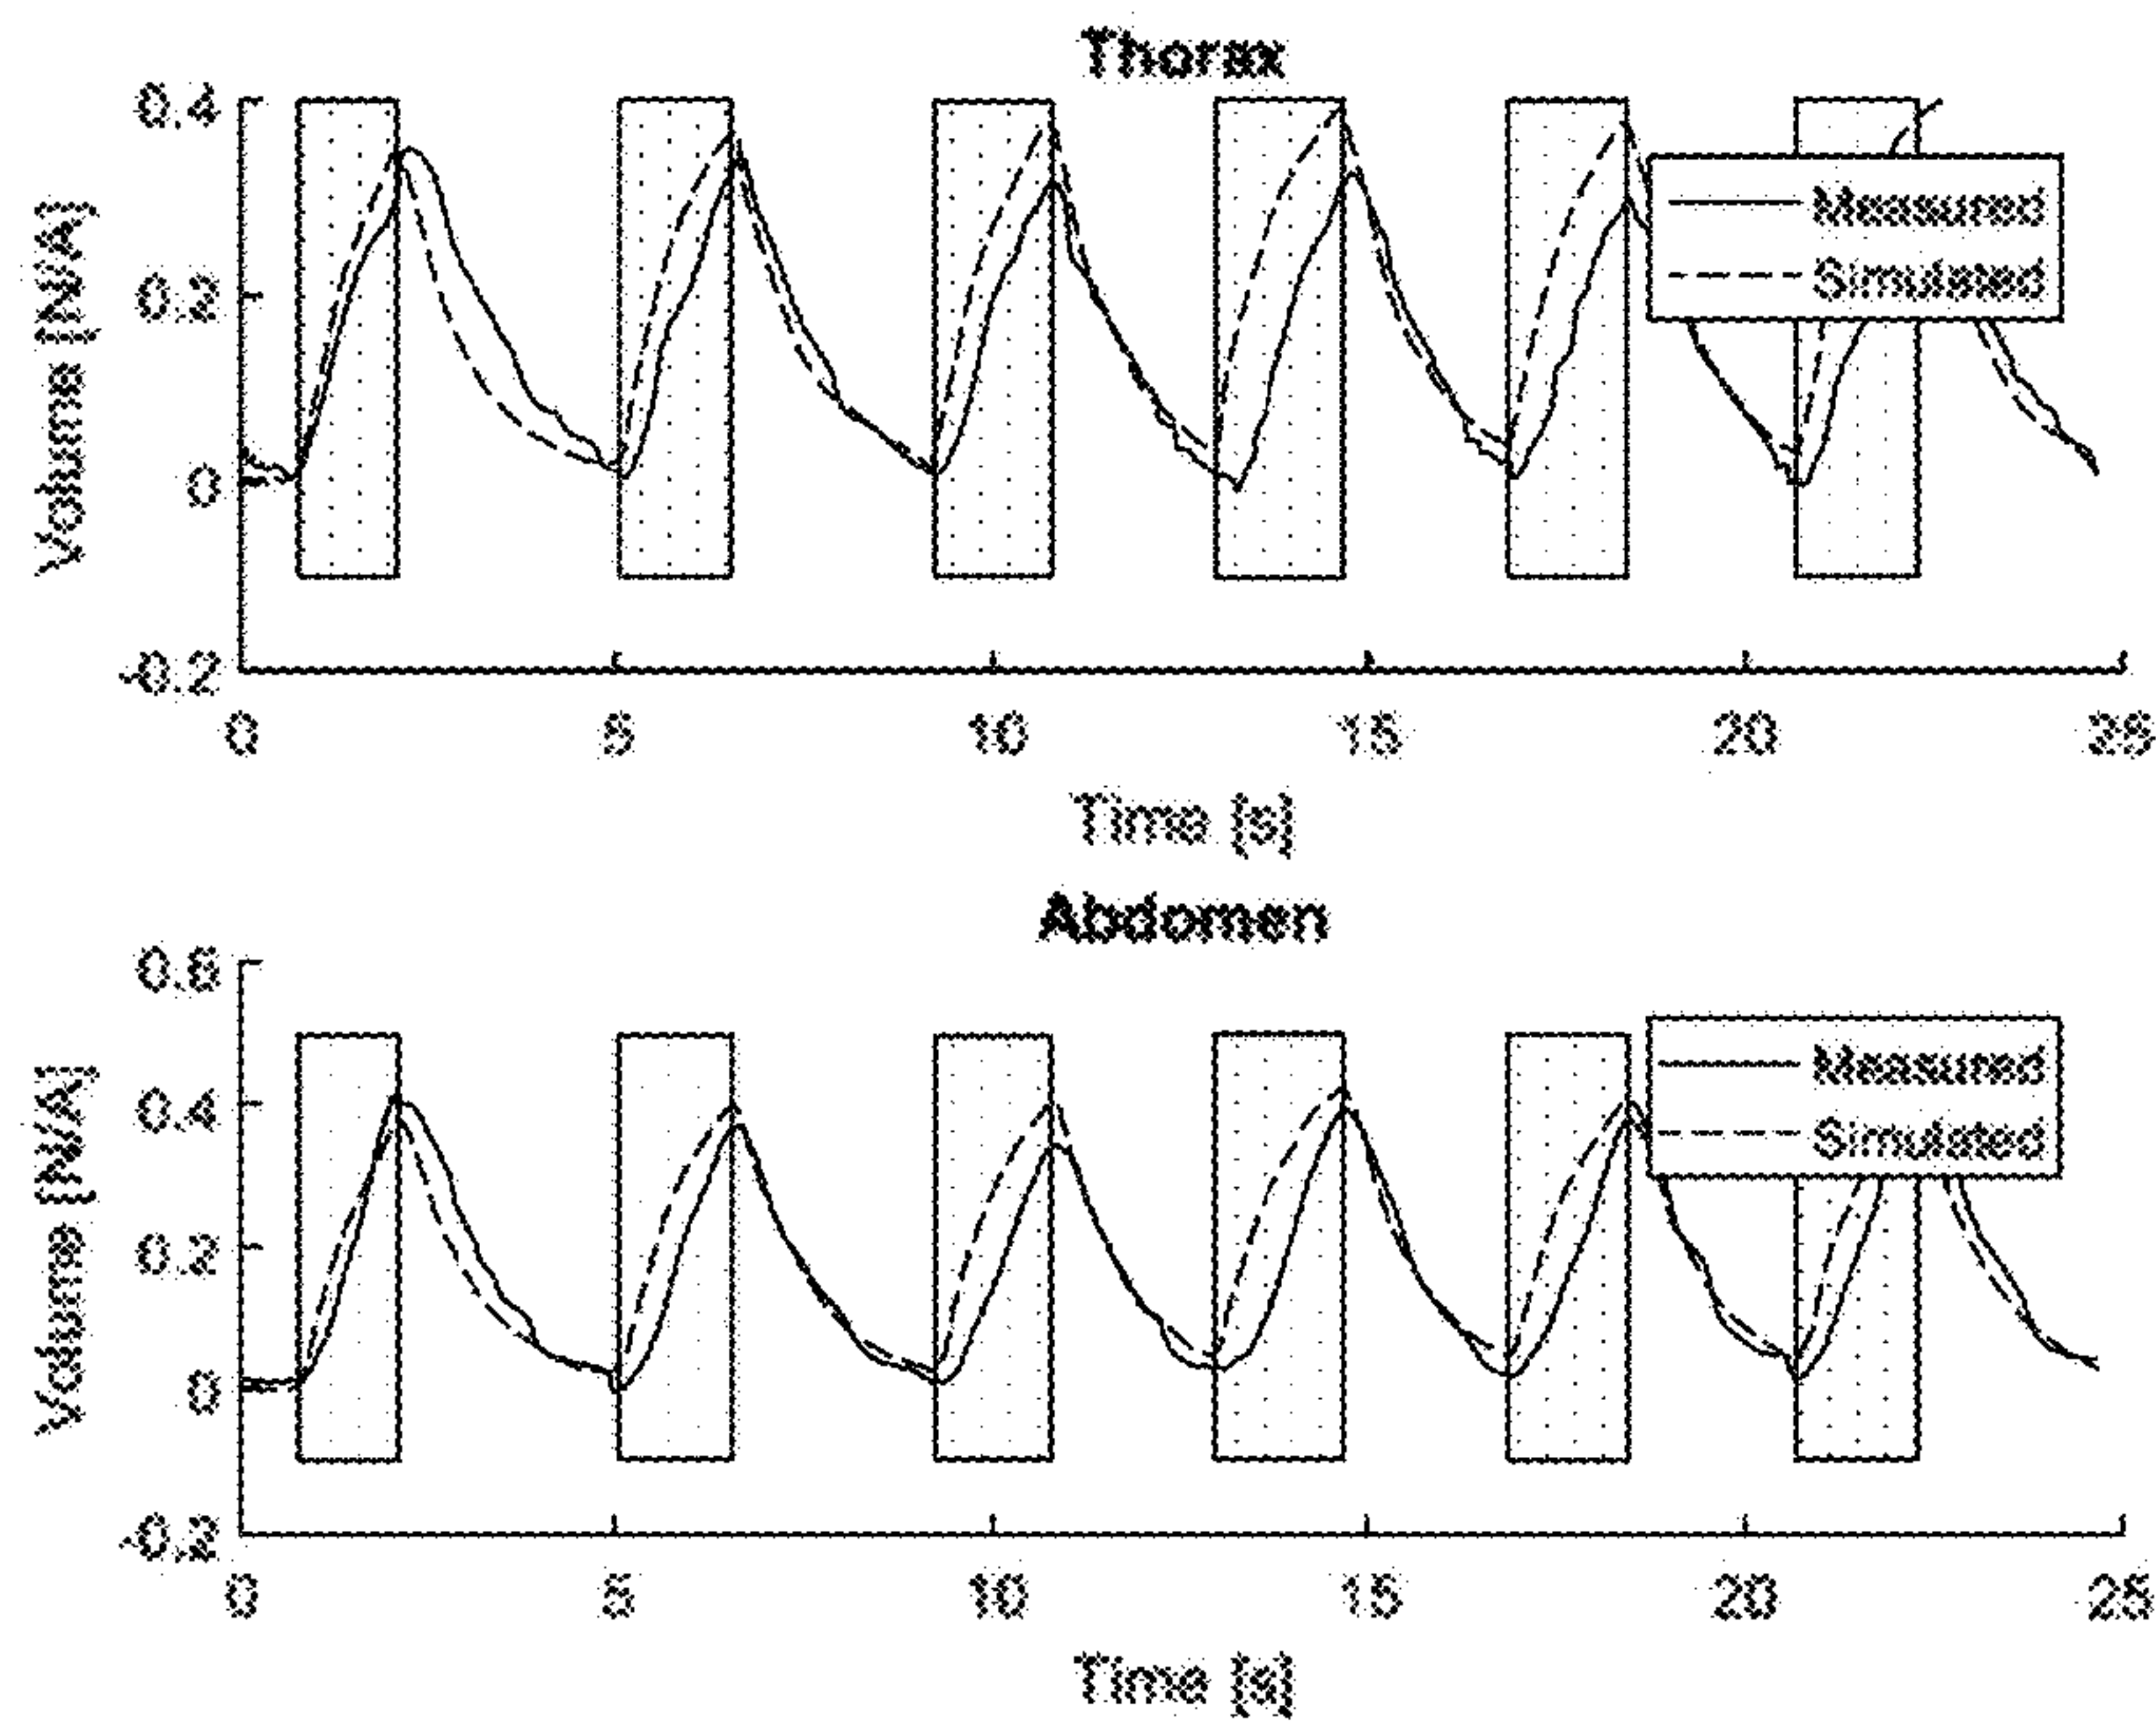 Thorax
0.4
0.2
0
-0.2
Volume [N/A]
Measured
Simulated
0 5 10 15 20 25
Time [s]
Abdomen
0.6
0.4
0.2
0
-0.2
Volume [N/A]
Measured
Simulated
0 5 10 15 20 25
Time [s]